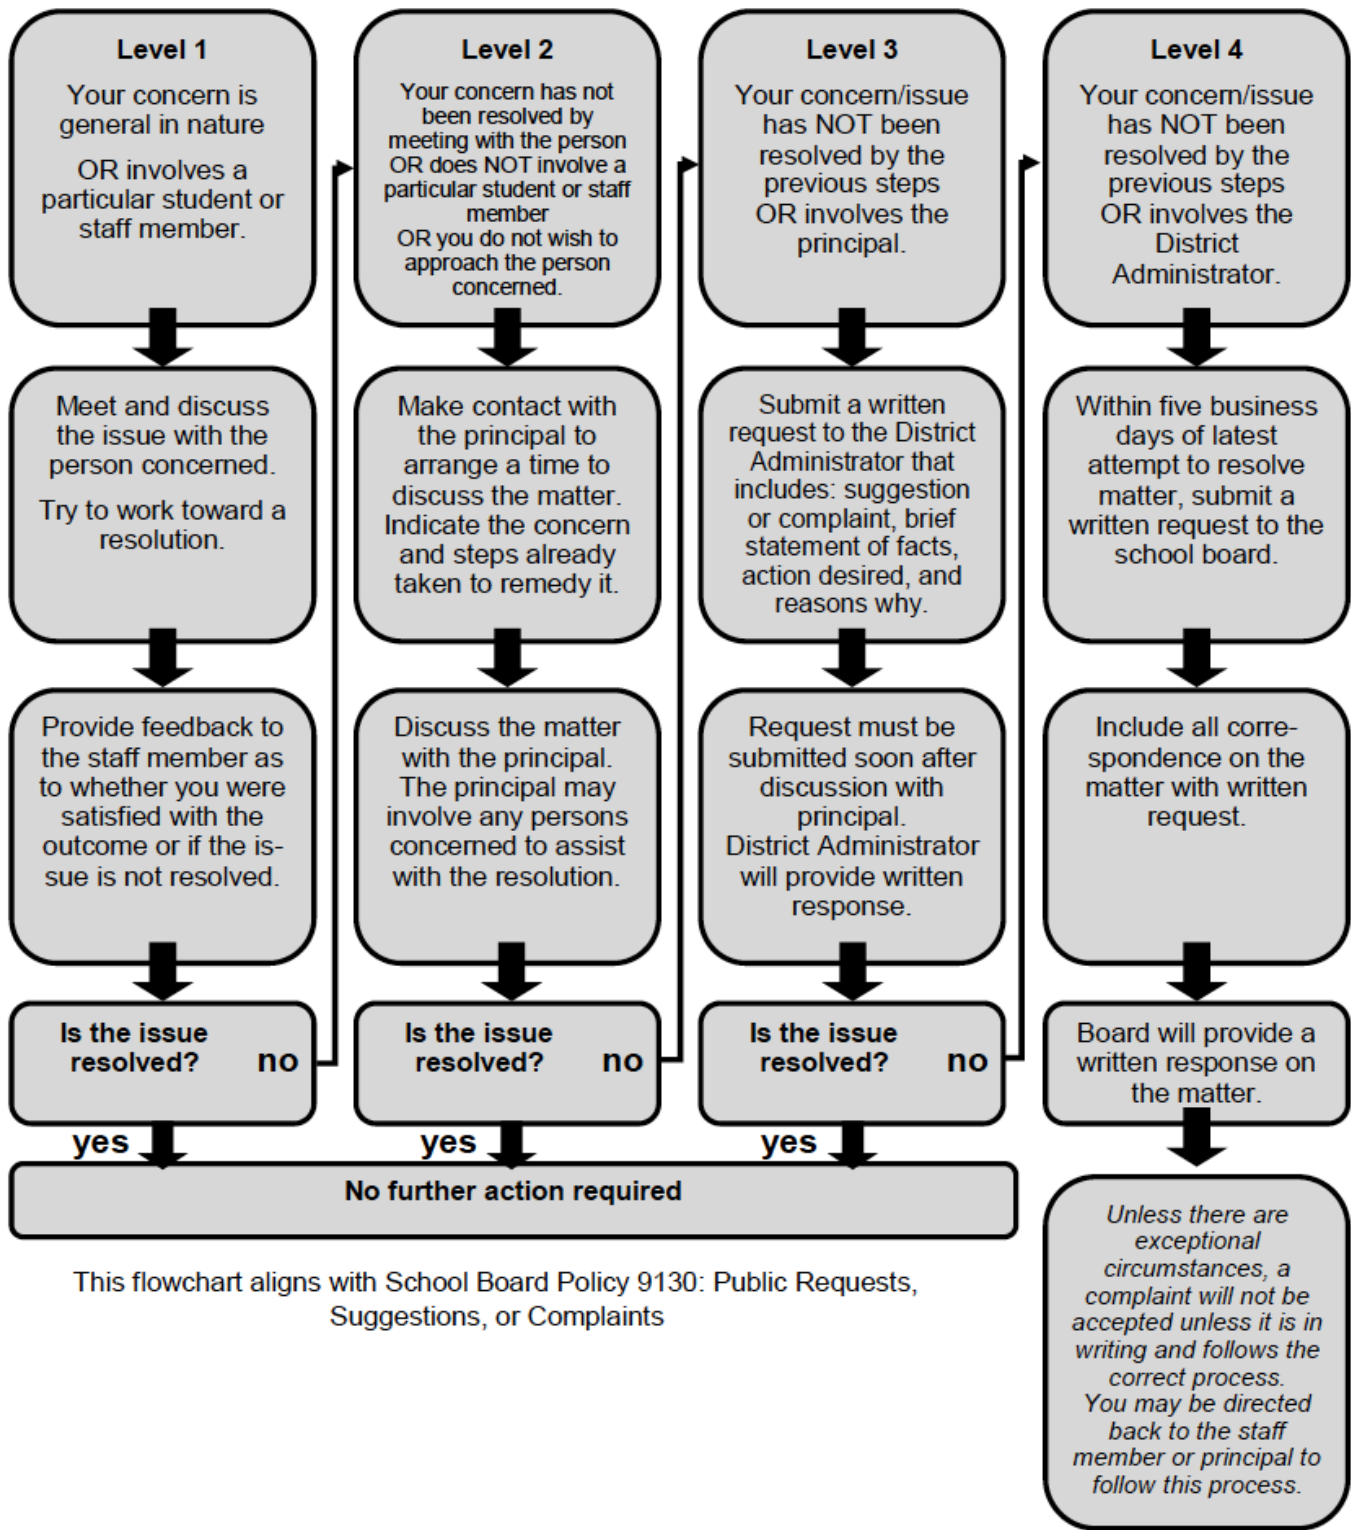 Level 1
Your concern is
general in nature
OR involves a
particular student or
staff member.
Meet and discuss
the issue with the
person concerned.
Try to work toward a
resolution.
Provide feedback to
the staff member as
to whether you were
satisfied with the
outcome or if the is-
sue is not resolved.
Is the issue
resolved? no
yes
Level 2
Your concern has not
been resolved by
meeting with the person
OR does NOT involve a
particular student or staff
member
OR you do not wish to
approach the person
concerned.
Make contact with
the principal to
arrange a time to
discuss the matter.
Indicate the concern
and steps already
taken to remedy it.
Discuss the matter
with the principal.
The principal may
involve any persons
concerned to assist
with the resolution.
Is the issue
resolved? no
yes
Level 3
Your concern/issue
has NOT been
resolved by the
previous steps
OR involves the
principal.
Submit a written
request to the District
Administrator that
includes: suggestion
or complaint, brief
statement of facts,
action desired, and
reasons why.
Request must be
submitted soon after
discussion with
principal.
District Administrator
will provide written
response.
Is the issue
resolved? no
yes
No further action required
Level 4
Your concern/issue
has NOT been
resolved by the
previous steps
OR involves the
District
Administrator.
Within five business
days of latest
attempt to resolve
matter, submit a
written request to the
school board.
Include all corre-
spondence on the
matter with written
request.
Board will provide a
written response on
the matter.
Unless there are
exceptional
circumstances, a
complaint will not be
accepted unless it is in
writing and follows the
correct process.
You may be directed
back to the staff
member or principal to
follow this process.
This flowchart aligns with School Board Policy 9130: Public Requests,
Suggestions, or Complaints